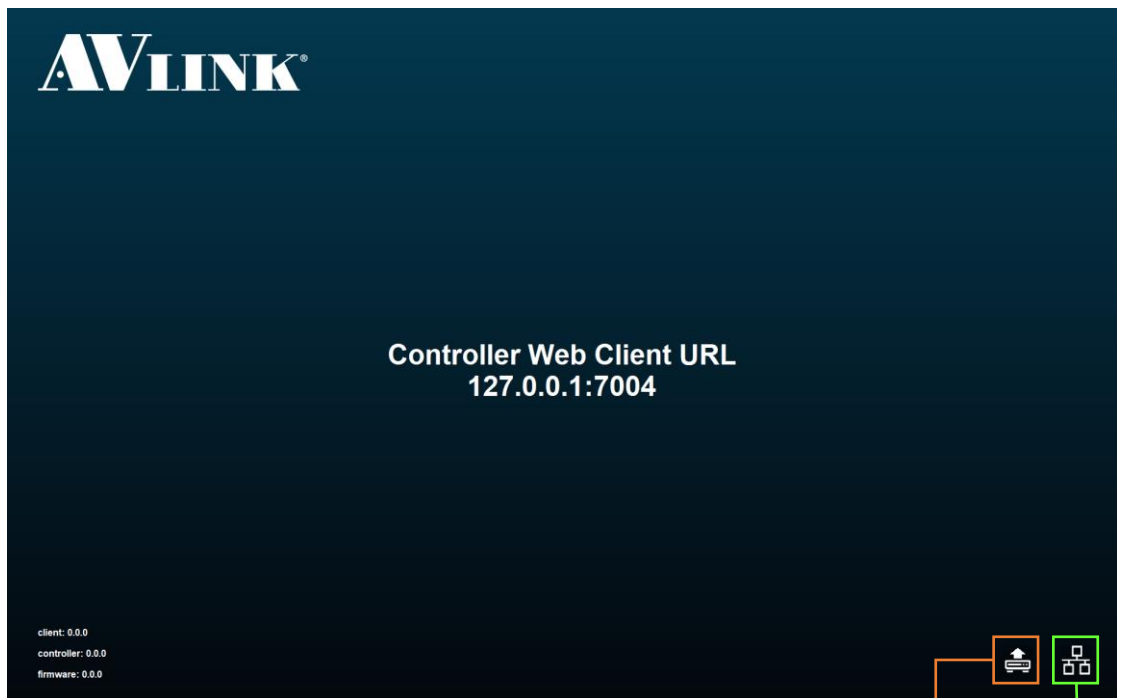 AVLINK®
Controller Web Client URL
127.0.0.1:7004
client: 0.0.0
controller: 0.0.0
firmware: 0.0.0